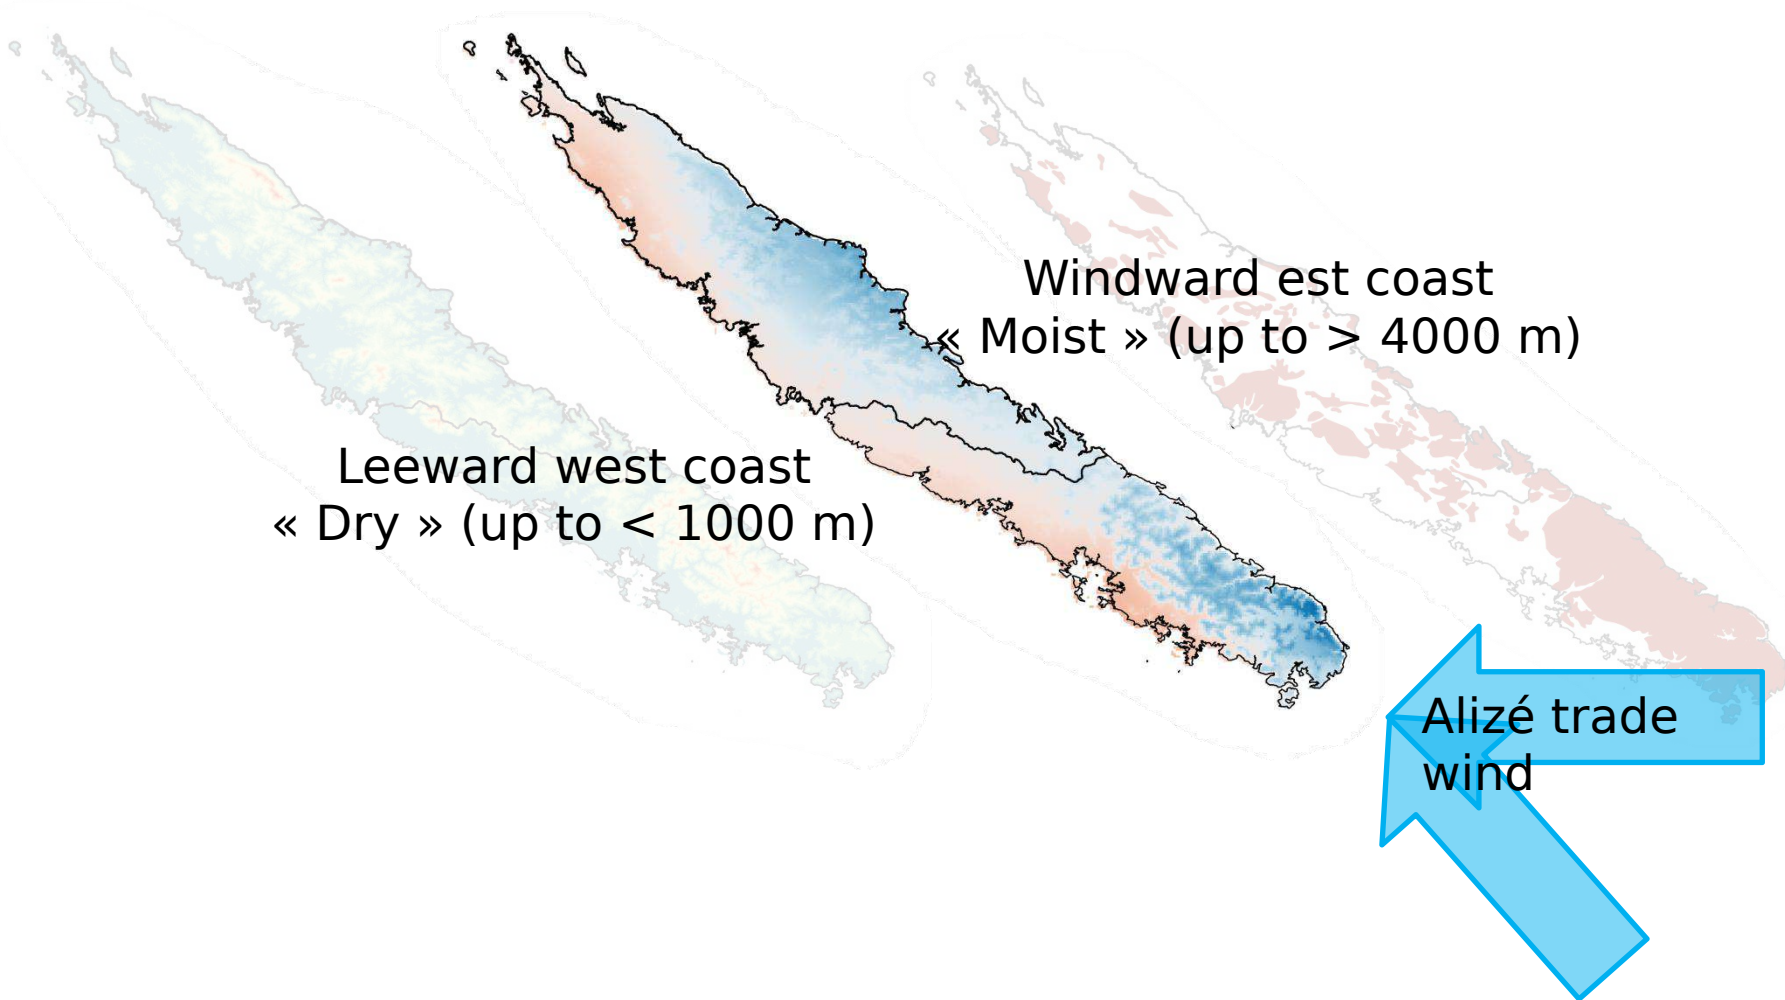 Windward est coast
« Moist » (up to > 4000 m)
Leeward west coast
« Dry » (up to < 1000 m)
Alizé trade
wind